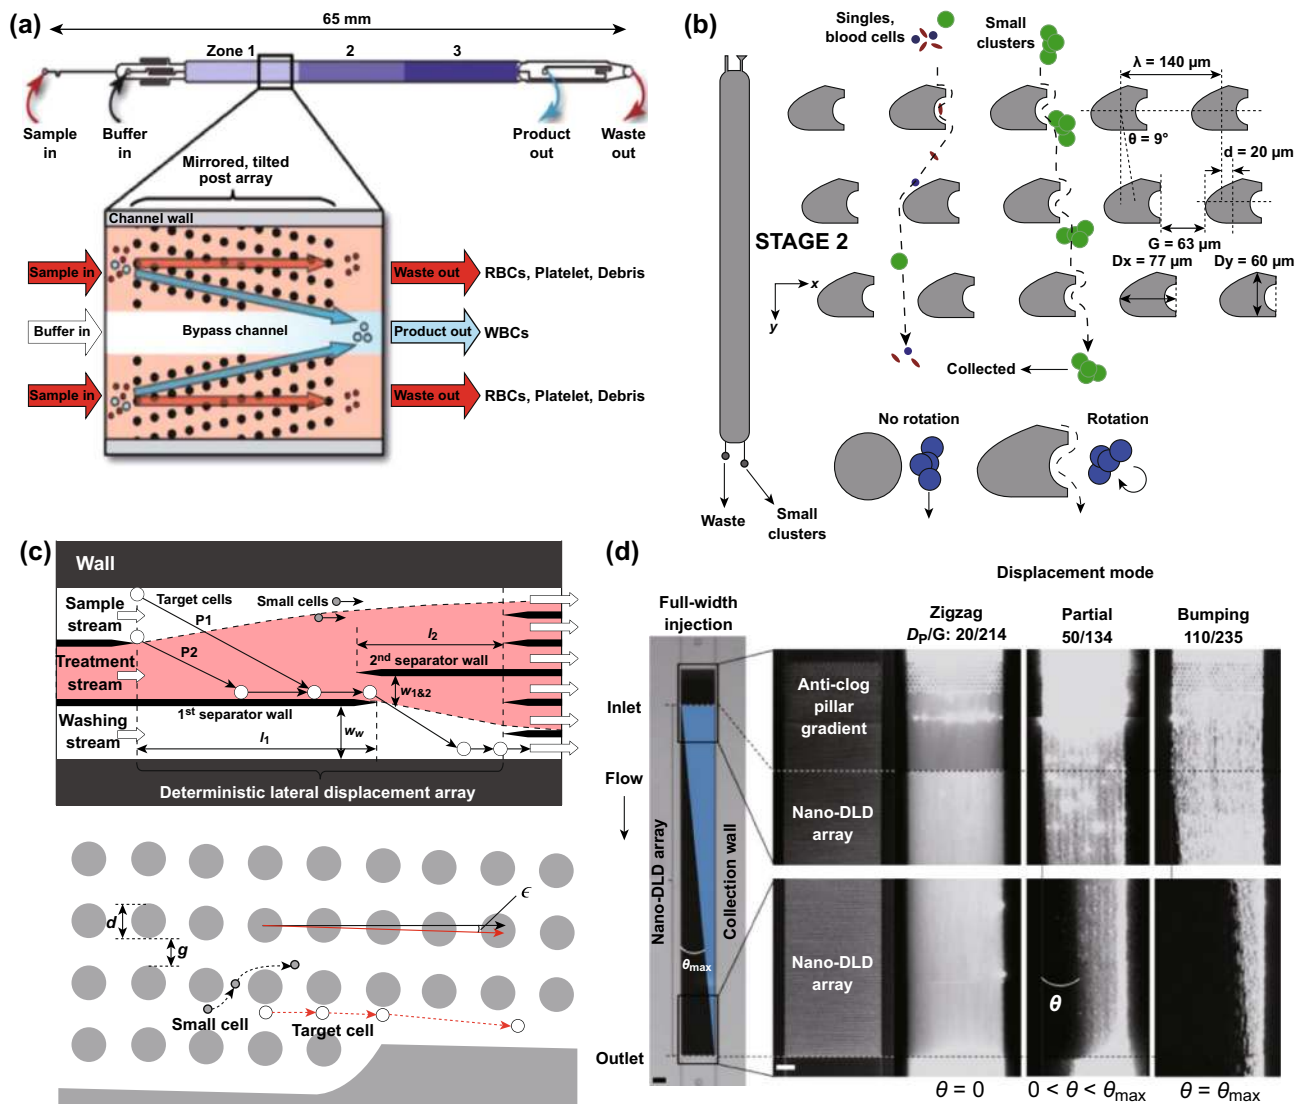 (a)
65 mm
Zone 1
2
3
Sample
in
Buffer
in
Product
out
Waste
out
Mirrored, tilted
post array
Channel wall
Sample in
Waste out
RBCs, Platelet, Debris
Buffer in
Bypass channel
Product out
WBCs
Sample in
Waste out
RBCs, Platelet, Debris
(b)
Singles,
blood cells
Small
clusters
λ = 140 µm
θ = 9°
d = 20 µm
STAGE 2
G = 63 µm
Dx = 77 µm
Dy = 60 µm
x
y
Collected
No rotation
Rotation
Waste
Small
clusters
(c)
Wall
Sample
stream
Target cells
Small cells
P1
l2
P2
Treatment
stream
2nd separator wall
w1&2
1st separator wall
Washing
stream
l1
ww
Deterministic lateral displacement array
ϵ
d
g
Small cell
Target cell
(d)
Displacement mode
Full-width
injection
Zigzag
DP/G: 20/214
Partial
50/134
Bumping
110/235
Inlet
Anti-clog
pillar
gradient
Flow
Nano-DLD
array
Nano-DLD array
Collection wall
θmax
Nano-DLD
array
θ
Outlet
θ = 0
0 < θ < θmax
θ = θmax